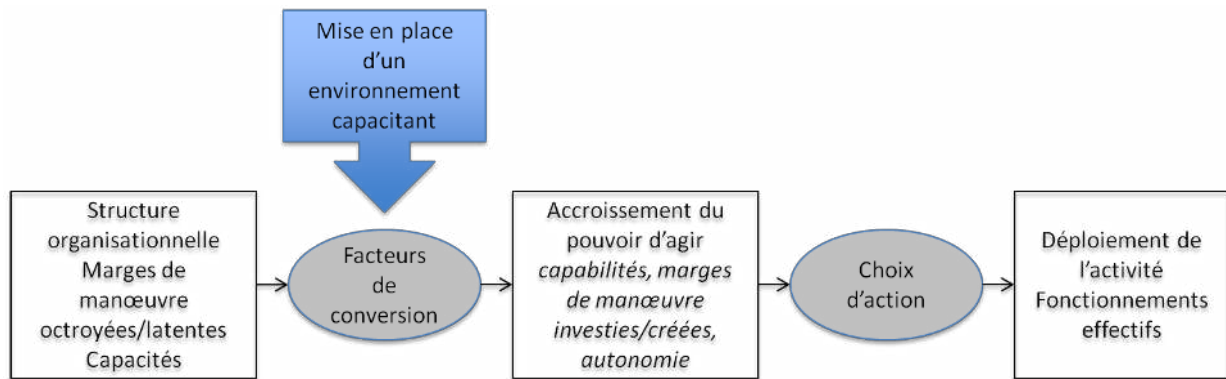 Mise en place
d'un
environnement
capacitant
Structure
organisationnelle
Marges de
manœuvre
octroyées/latentes
Capacités
Facteurs
de
conversion
Accroissement du
pouvoir d'agir
capabilités, marges
de manœuvre
investies/créées,
autonomie
Choix
d'action
Déploiement de
l'activité
Fonctionnements
effectifs